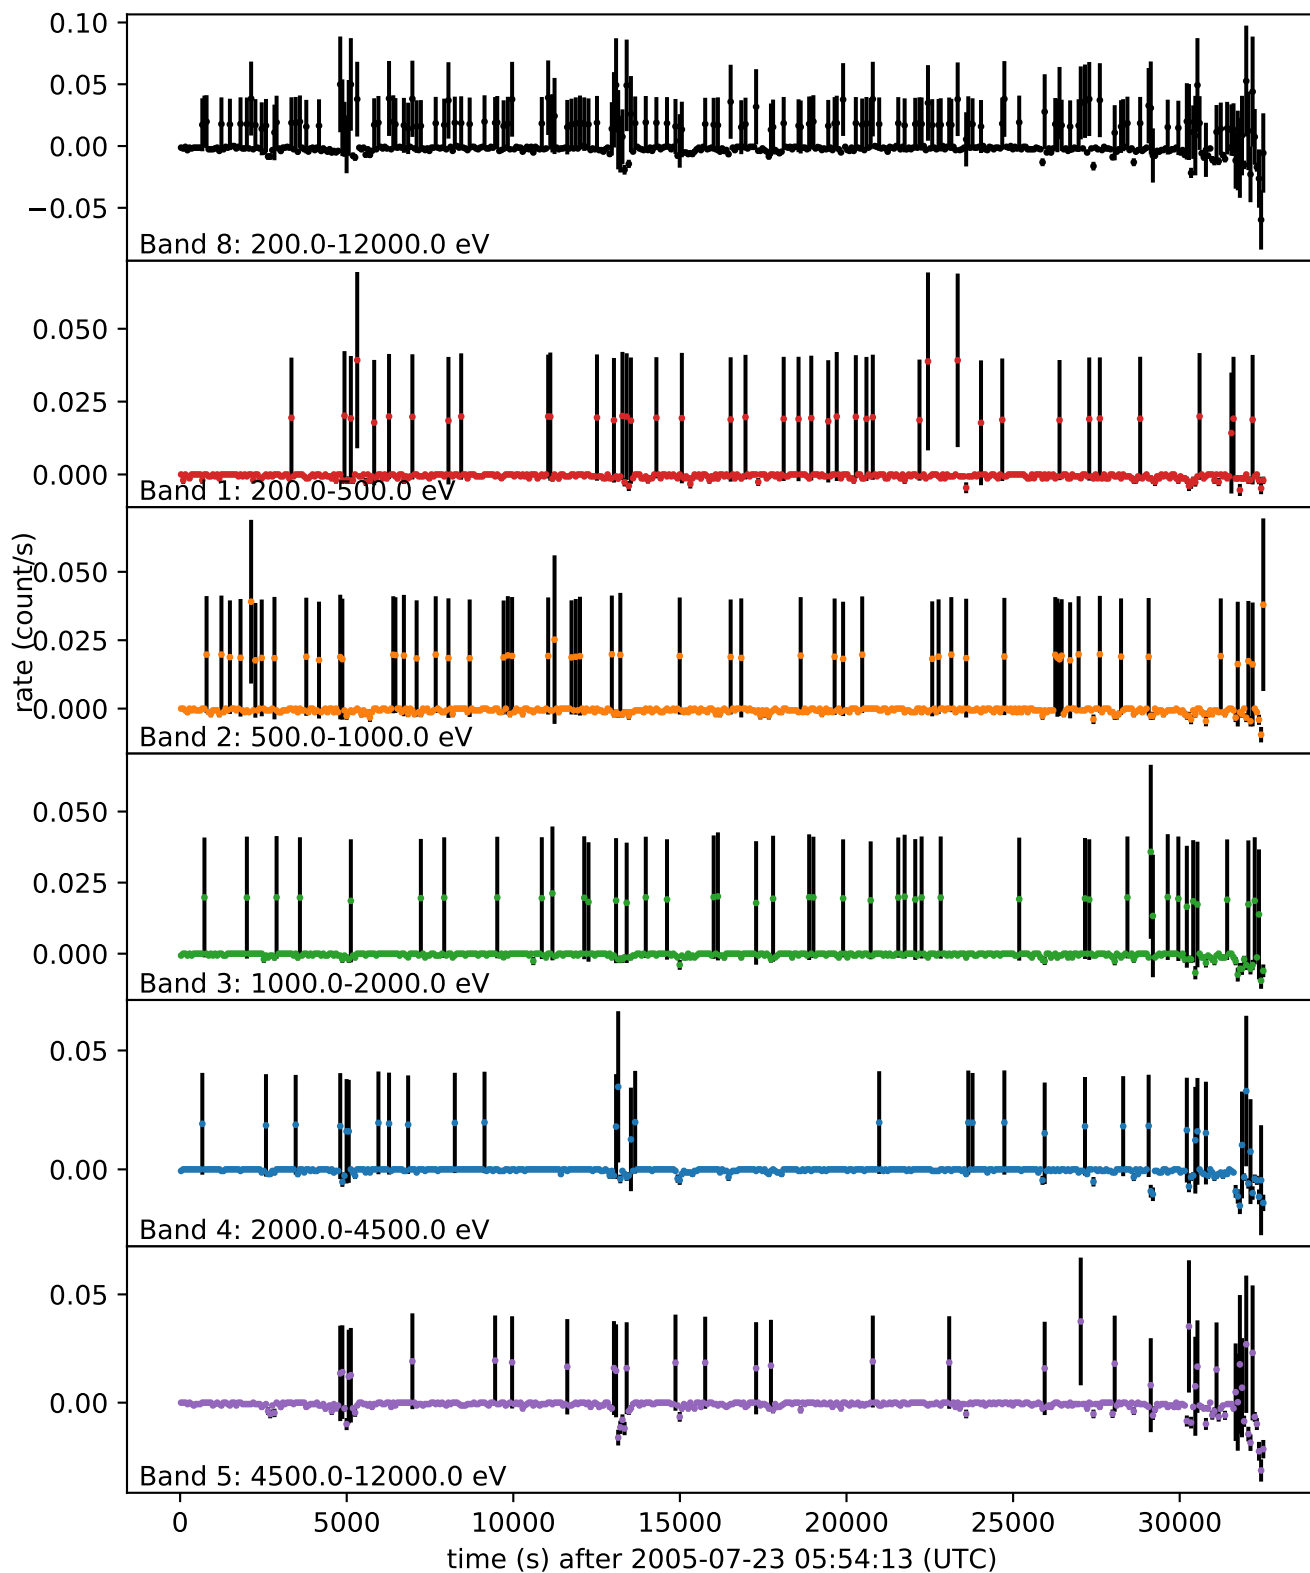 0.10
0.05
0.00
−0.05
Band 8: 200.0-12000.0 eV
0.050
0.025
0.000
Band 1: 200.0-500.0 eV
rate (count/s)
0.050
0.025
0.000
Band 2: 500.0-1000.0 eV
0.050
0.025
0.000
Band 3: 1000.0-2000.0 eV
0.05
0.00
Band 4: 2000.0-4500.0 eV
0.05
0.00
Band 5: 4500.0-12000.0 eV
0 5000 10000 15000 20000 25000 30000
time (s) after 2005-07-23 05:54:13 (UTC)